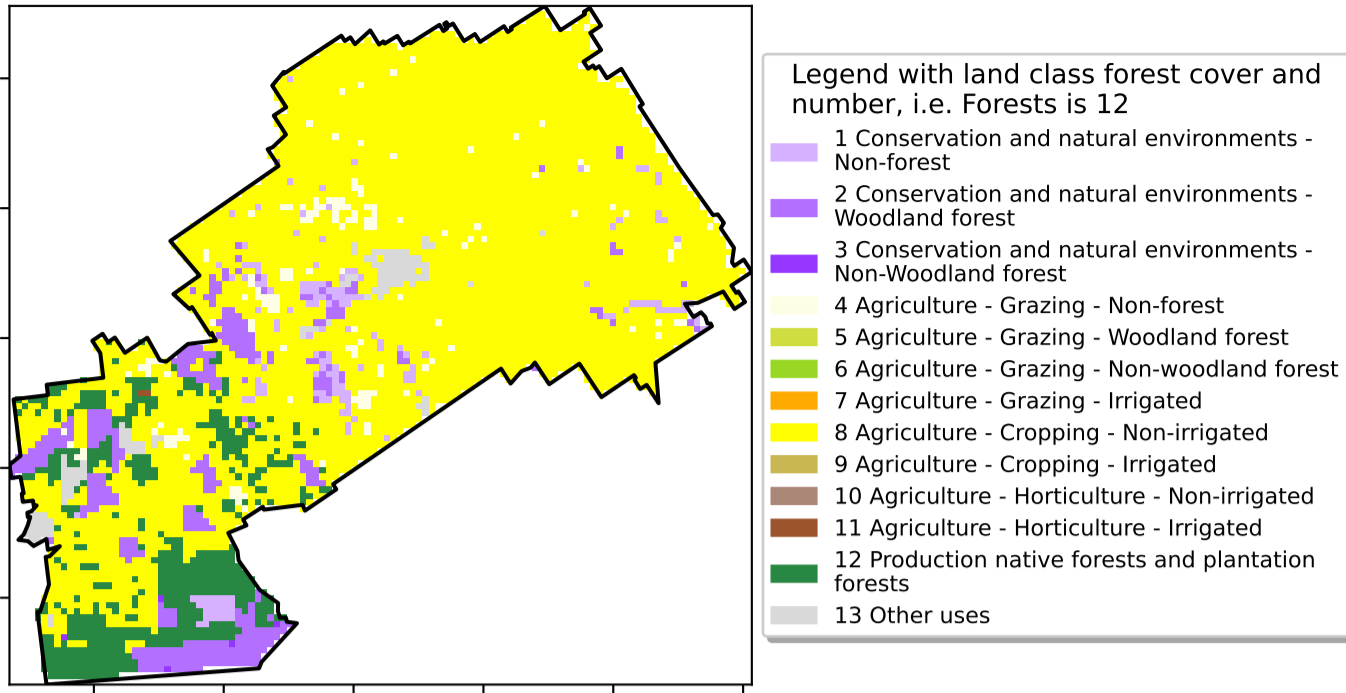 Legend with land class forest cover and
number, i.e. Forests is 12
1 Conservation and natural environments -
Non-forest
2 Conservation and natural environments -
Woodland forest
3 Conservation and natural environments -
Non-Woodland forest
4 Agriculture - Grazing - Non-forest
5 Agriculture - Grazing - Woodland forest
6 Agriculture - Grazing - Non-woodland forest
7 Agriculture - Grazing - Irrigated
8 Agriculture - Cropping - Non-irrigated
9 Agriculture - Cropping - Irrigated
10 Agriculture - Horticulture - Non-irrigated
11 Agriculture - Horticulture - Irrigated
12 Production native forests and plantation
forests
13 Other uses